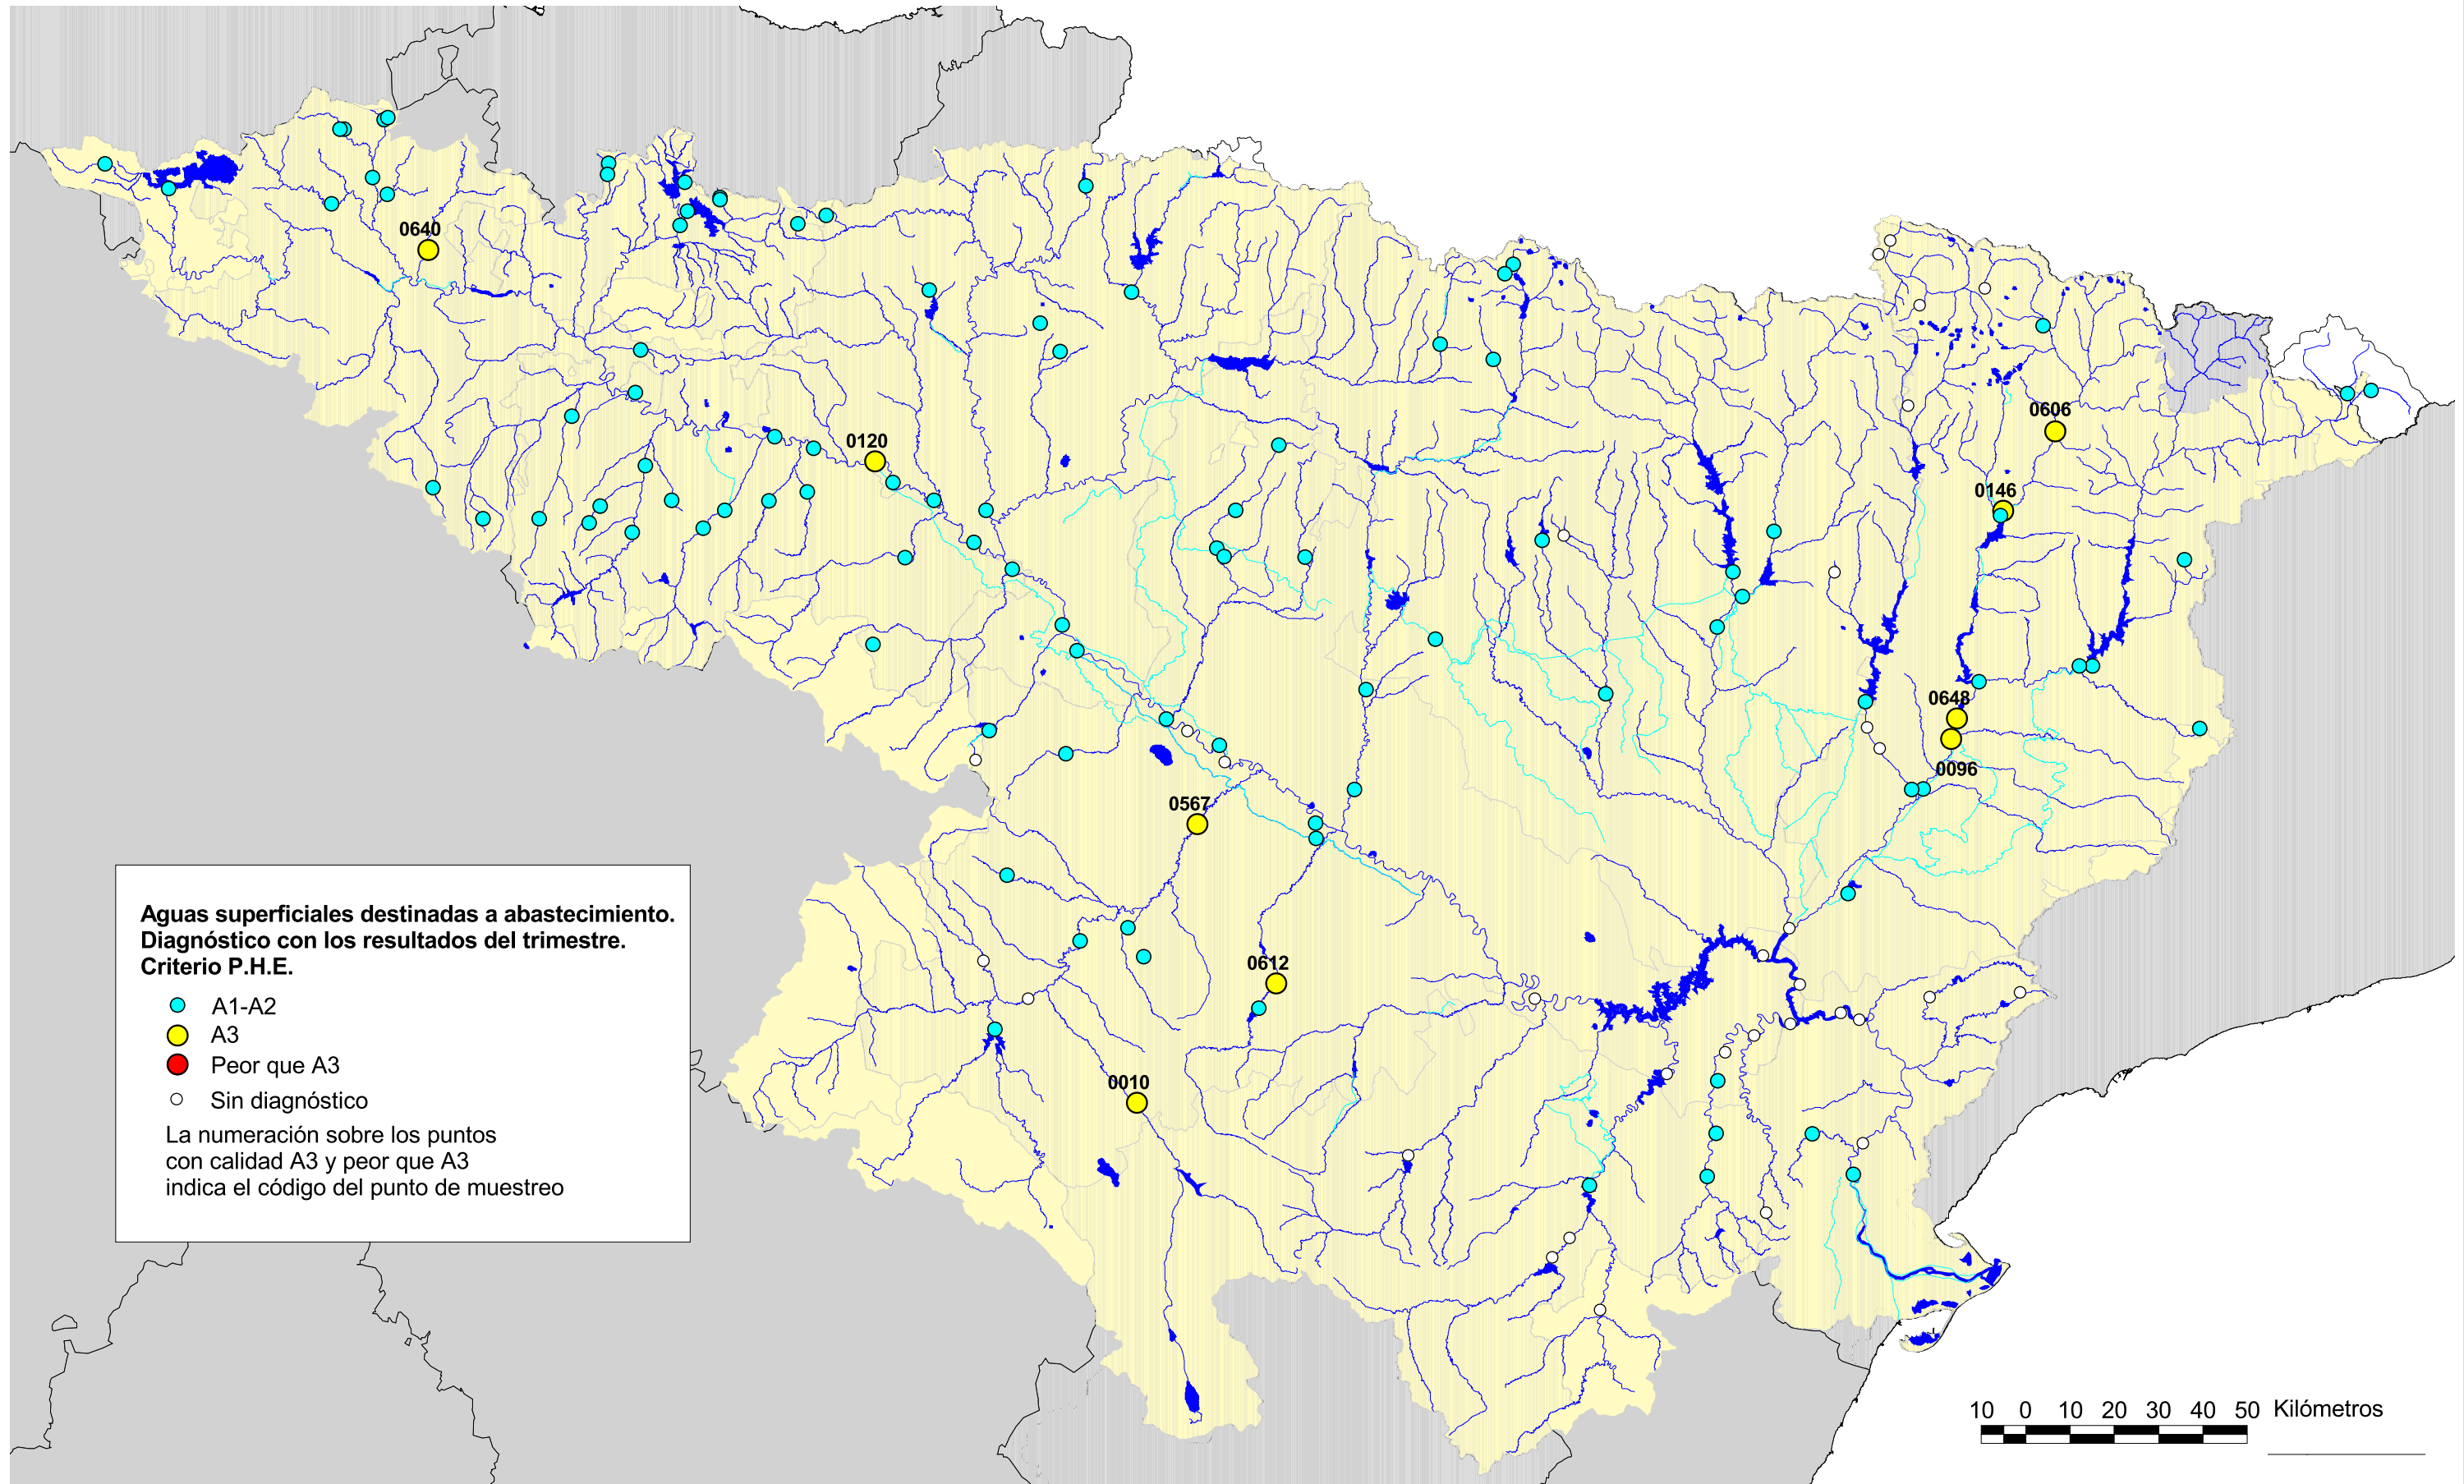 0640
0120
0606
0146
0648
0096
0567
0612
0010
Aguas superficiales destinadas a abastecimiento.
Diagnóstico con los resultados del trimestre.
Criterio P.H.E.
A1-A2
A3
Peor que A3
Sin diagnóstico
La numeración sobre los puntos
con calidad A3 y peor que A3
indica el código del punto de muestreo
10 0 10 20 30 40 50 Kilómetros